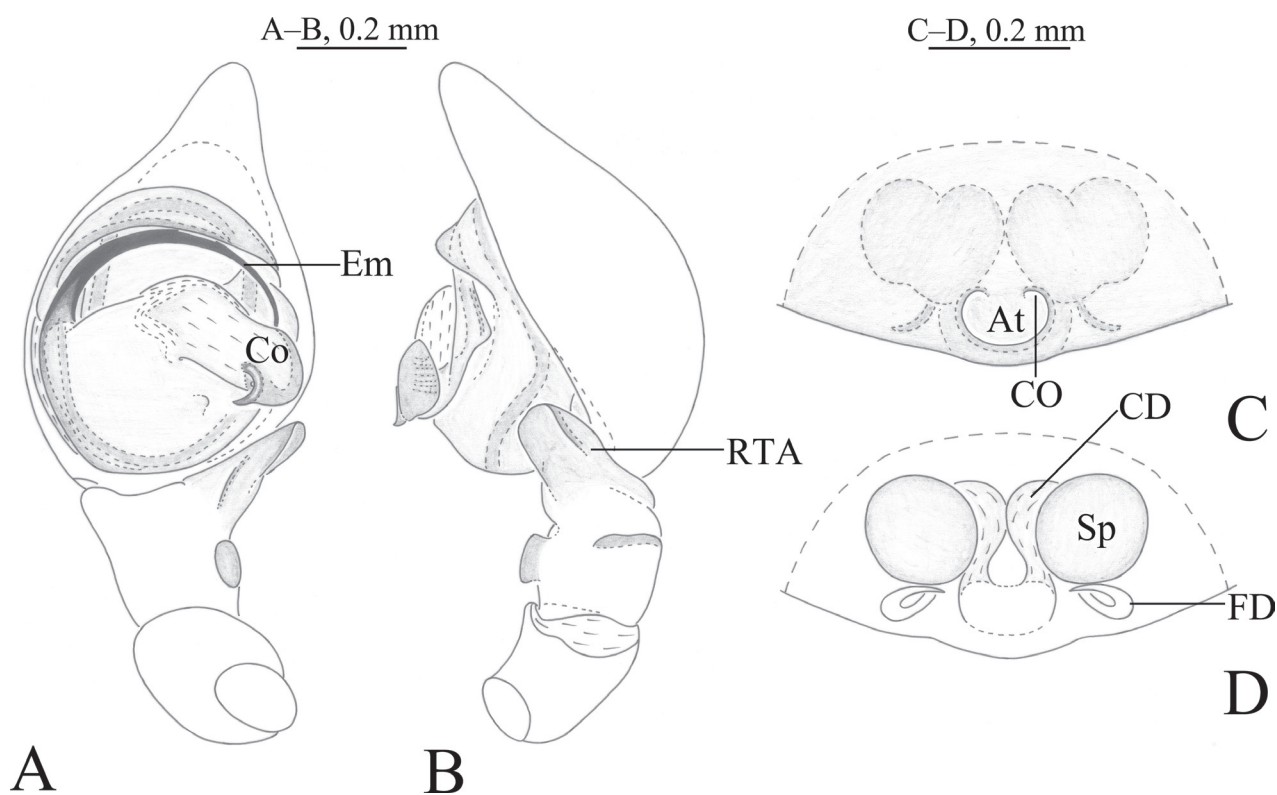 A–B, 0.2 mm
C–D, 0.2 mm
Em
Co
At
CO
C
CD
RTA
Sp
FD
D
A
B